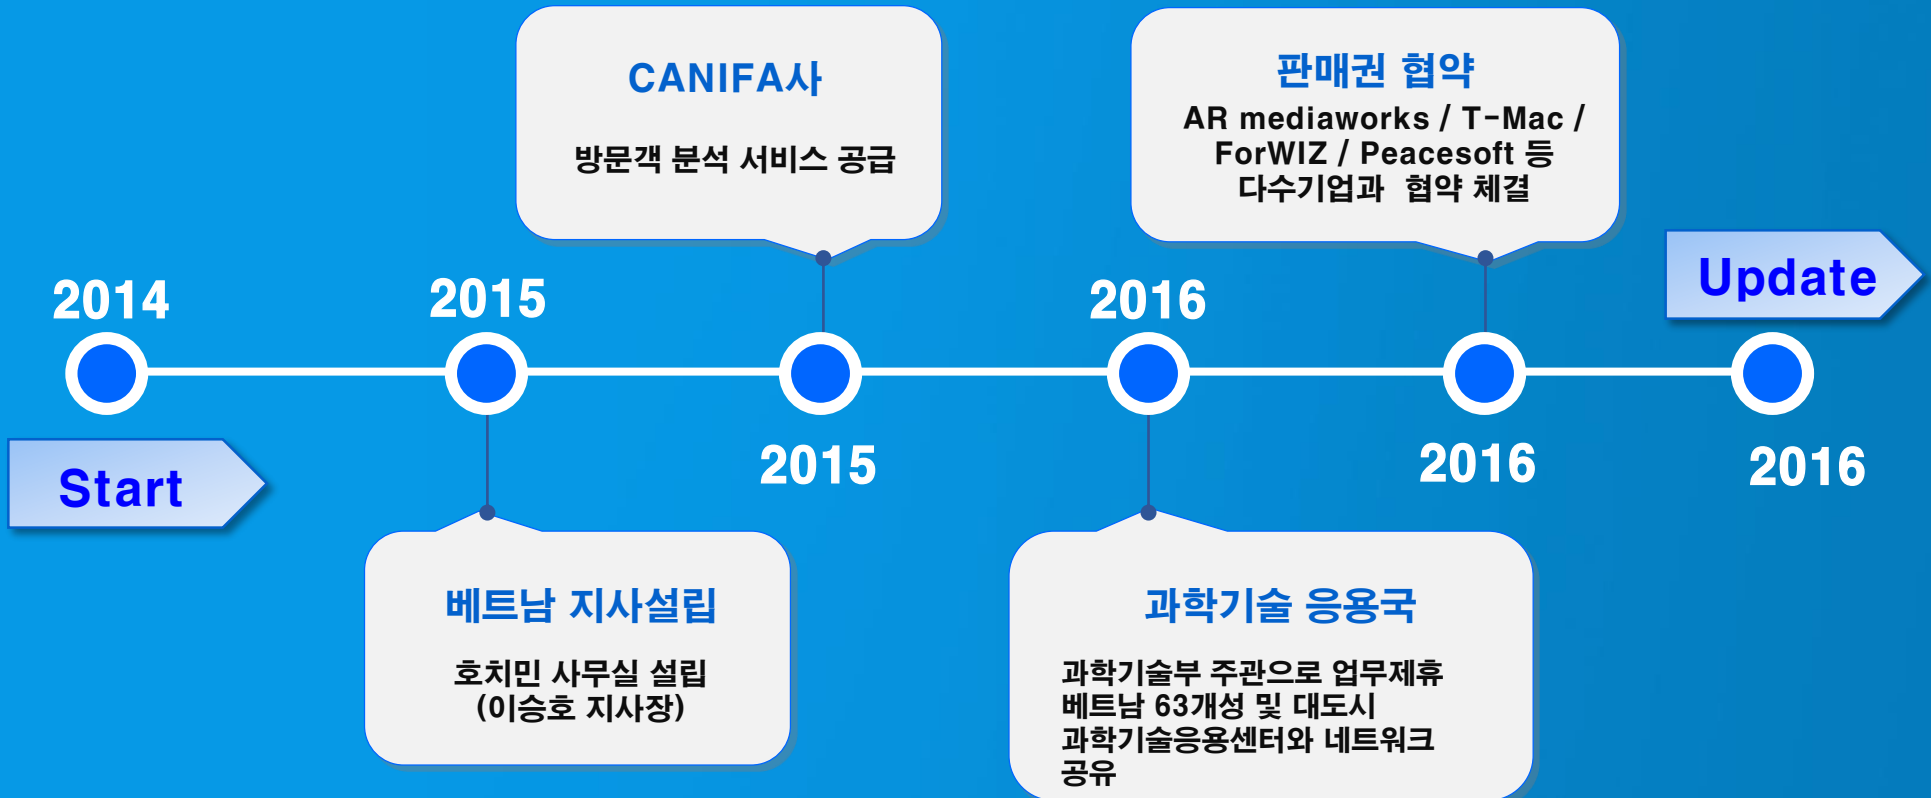 CANIFA사
방문객 분석 서비스 공급
판매권 협약
AR mediaworks / T-Mac /
ForWIZ / Peacesoft 등
다수기업과 협약 체결
2014
2015
2016
Update
Start
2015
2016
2016
베트남 지사설립
호치민 사무실 설립
(이승호 지사장)
과학기술 응용국
과학기술부 주관으로 업무제휴
베트남 63개성 및 대도시
과학기술응용센터와 네트워크
공유